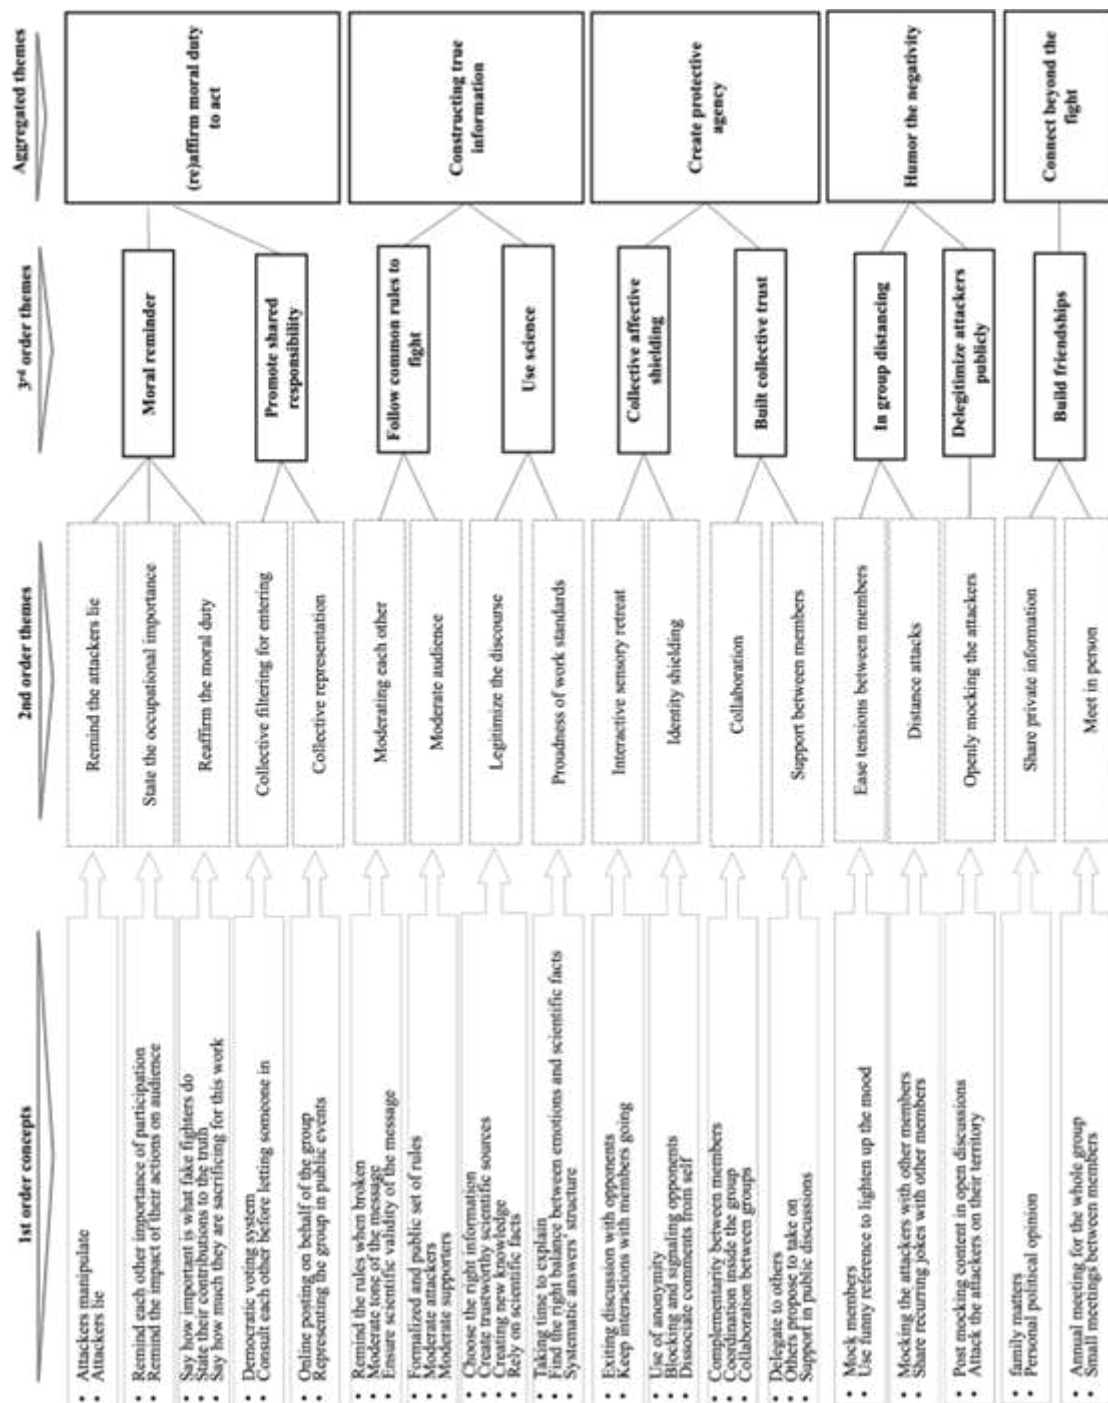 1st order concepts
2nd order themes
3rd order themes
Aggregated themes
• Attackers manipulate
• Attackers lie
Remind the attackers lie
• Remind each other importance of participation
• Remind the impact of their actions on audience
State the occupational importance
• Say how important is what fake fighters do
• State their contributions to the truth
• Say how much they are sacrificing for this work
Reaffirm the moral duty
Moral reminder
• Democratic voting system
• Consult each other before letting someone in
Collective filtering for entering
• Online posting on behalf of the group
• Representing the group in public events
Collective representation
Promote shared
responsibility
(re)affirm moral duty
to act
• Remind the rules when broken
• Moderate tone of the message
• Ensure scientific validity of the message
Moderating each other
• Formalized and public set of rules
• Moderate attackers
• Moderate supporters
Moderate audience
Follow common rules to
fight
• Choose the right information
• Create trustworthy scientific sources
• Creating new knowledge
• Rely on scientific facts
Legitimize the discourse
• Taking time to explain
• Find the right balance between emotions and scientific facts
• Systematic answers' structure
Proudness of work standards
Use science
Constructing true
information
• Exiting discussion with opponents
• Keep interactions with members going
Interactive sensory retreat
• Use of anonymity
• Blocking and signaling opponents
• Dissociate comments from self
Identity shielding
Collective affective
shielding
• Complementarity between members
• Coordination inside the group
• Collaboration between groups
Collaboration
• Delegate to others
• Others propose to take on
• Support in public discussions
Support between members
Built collective trust
Create protective
agency
• Mock members
• Use funny reference to lighten up the mood
Ease tensions between members
• Mocking the attackers with other members
• Share recurring jokes with other members
Distance attacks
In group distancing
• Post mocking content in open discussions
• Attack the attackers on their territory
Openly mocking the attackers
Delegitimize attackers
publicly
Humor the negativity
• family matters
• Personal political opinion
Share private information
• Annual meeting for the whole group
• Small meetings between members
Meet in person
Build friendships
Connect beyond the
fight